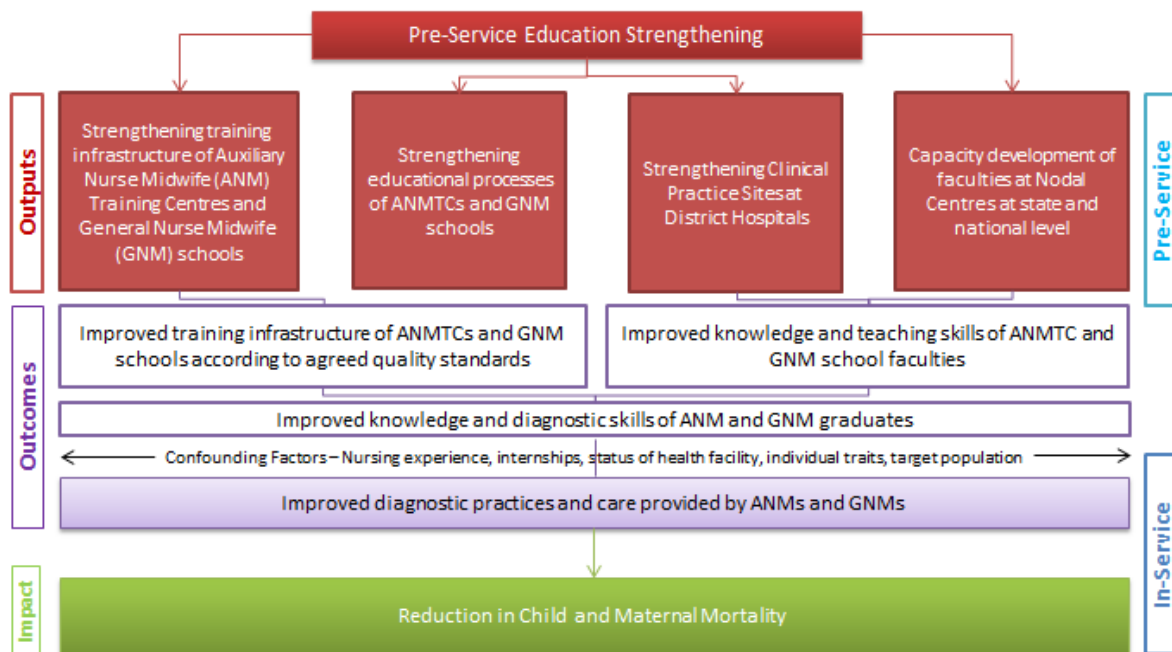 Pre-Service Education Strengthening
Outputs
Strengthening training
infrastructure of Auxiliary
Nurse Midwife (ANM)
Training Centres and
General Nurse Midwife
(GNM) schools
Strengthening
educational processes
of ANMTCs and GNM
schools
Strengthening Clinical
Practice Sites at
District Hospitals
Capacity development of
faculties at Nodal
Centres at state and
national level
Pre-Service
Outcomes
Improved training infrastructure of ANMTCs and GNM
schools according to agreed quality standards
Improved knowledge and teaching skills of ANMTC and
GNM school faculties
Improved knowledge and diagnostic skills of ANM and GNM graduates
Confounding Factors – Nursing experience, internships, status of health facility, individual traits, target population
Improved diagnostic practices and care provided by ANMs and GNMs
In-Service
Impact
Reduction in Child and Maternal Mortality